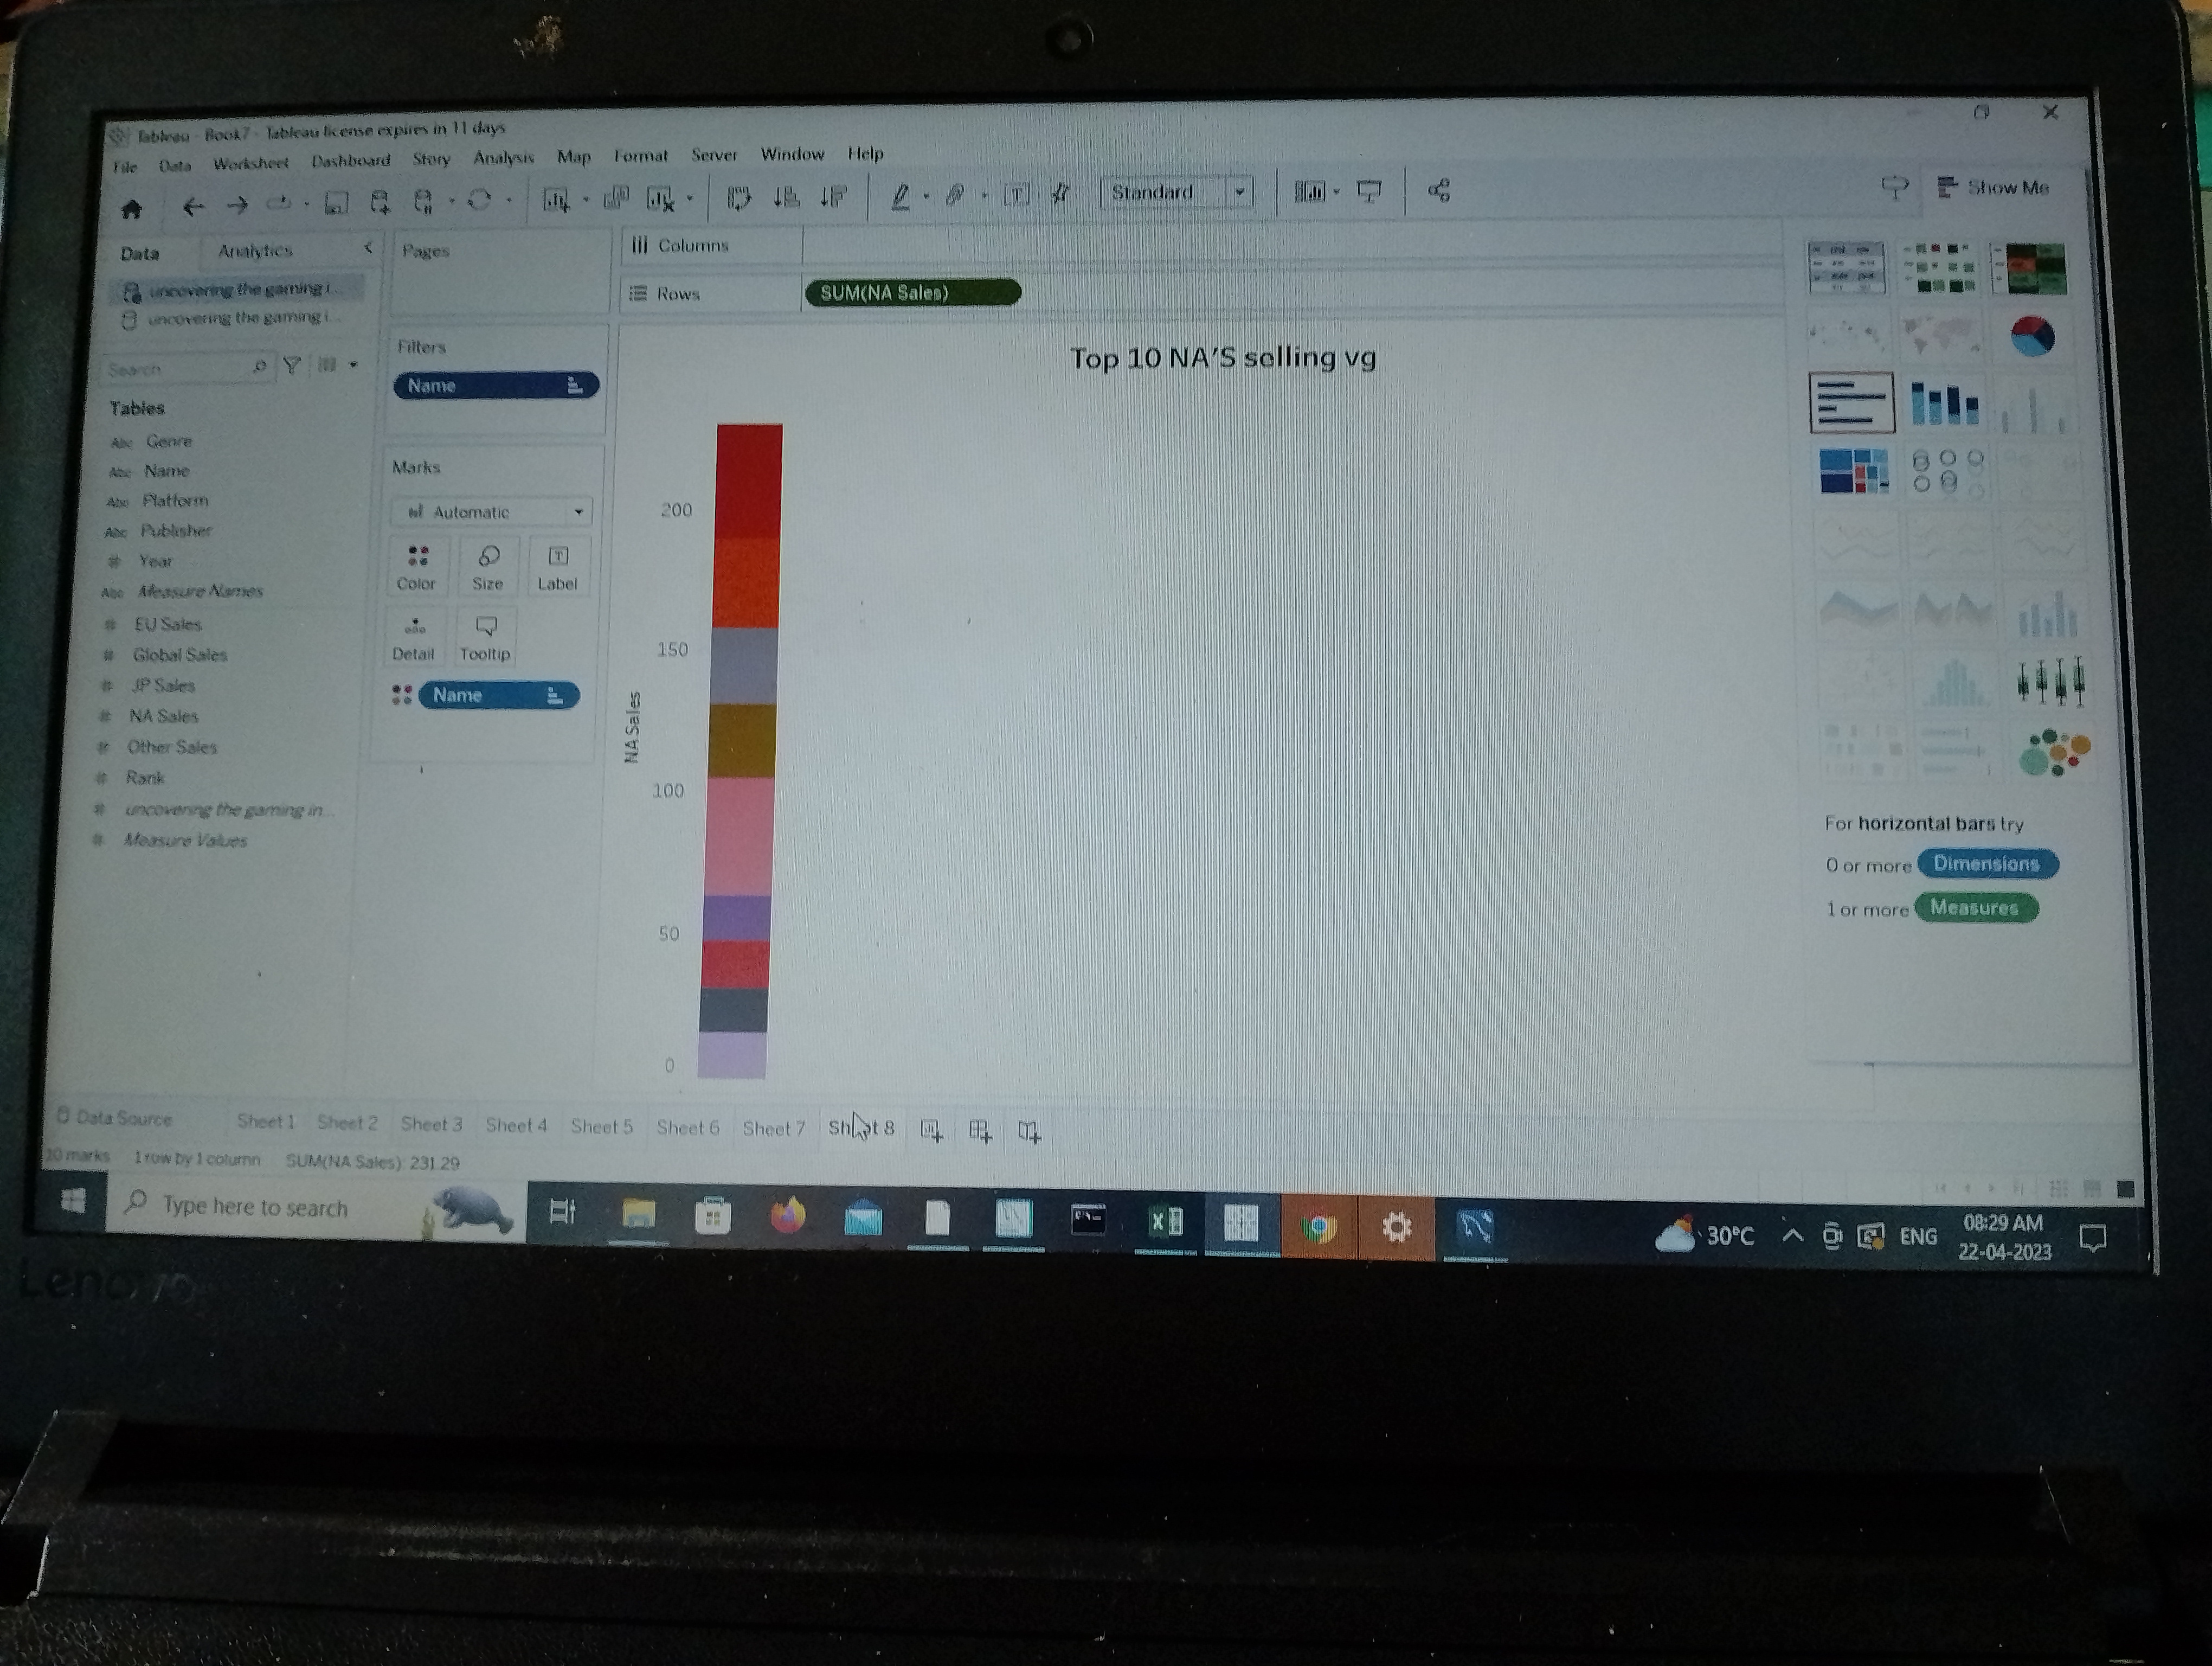 Tableau - Book7 - Tableau license expires in 11 days
File Data Worksheet Dashboard Story Analysis Map Format Server Window Help
Standard
Show Me
Data Analytics
uncovering the gaming i...
uncovering the gaming i...
Search
Tables
Abc Genre
Abc Name
Abc Platform
Abc Publisher
# Year
Abc Measure Names
# EU Sales
# Global Sales
# JP Sales
# NA Sales
# Other Sales
# Rank
# uncovering the gaming in...
# Measure Values
Pages
Filters
Name
Marks
Automatic
Color Size Label
Detail Tooltip
Name
Columns
Rows SUM(NA Sales)
Top 10 NA'S selling vg
200
150
100
50
0
NA Sales
For horizontal bars try
0 or more Dimensions
1 or more Measures
Data Source Sheet 1 Sheet 2 Sheet 3 Sheet 4 Sheet 5 Sheet 6 Sheet 7 Sheet 8
10 marks 1 row by 1 column SUM(NA Sales): 231.29
Type here to search
30°C ENG
08:29 AM
22-04-2023
Lenovo